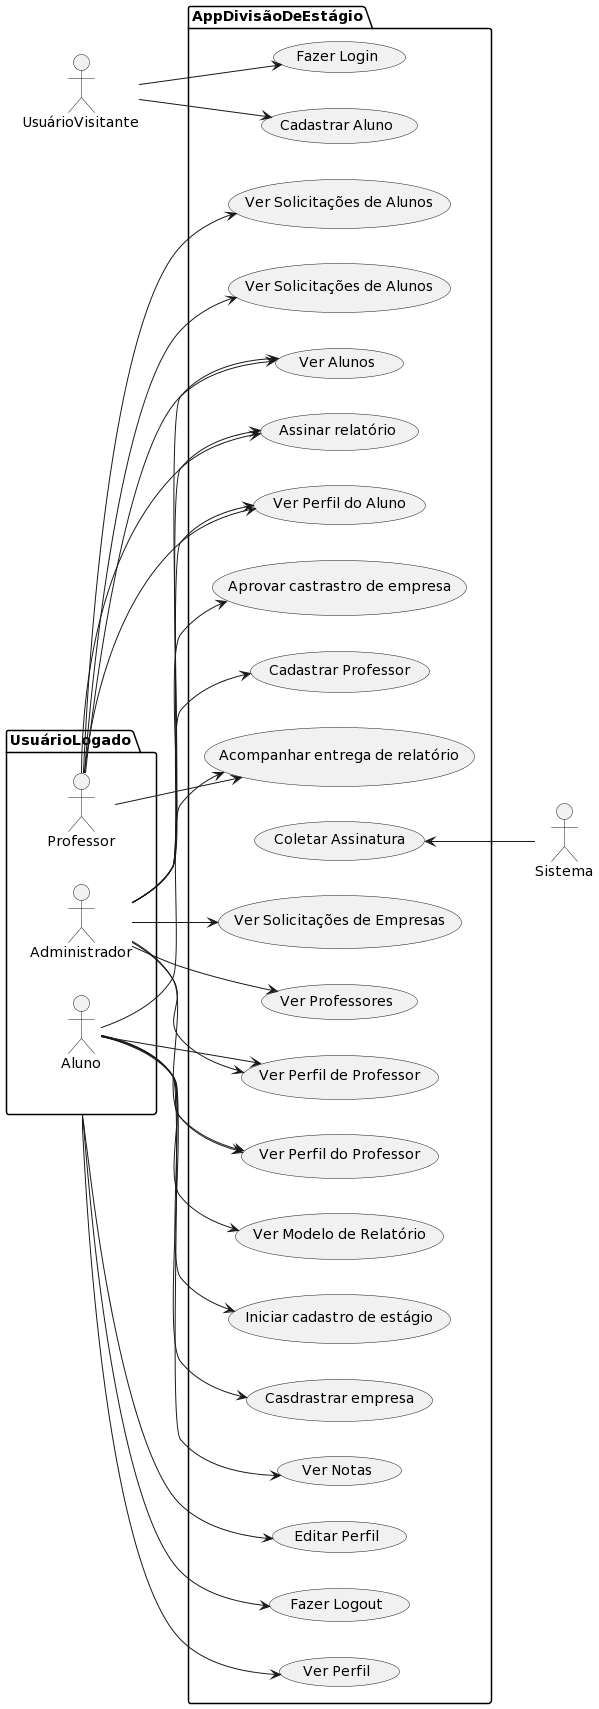 AppDivisãoDeEstágio
Fazer Login
UsuárioVisitante
Cadastrar Aluno
Ver Solicitações de Alunos
Ver Solicitações de Alunos
Ver Alunos
Assinar relatório
Ver Perfil do Aluno
Aprovar castrastro de empresa
Cadastrar Professor
UsuárioLogado
Acompanhar entrega de relatório
Professor
Coletar Assinatura
Sistema
Ver Solicitações de Empresas
Administrador
Ver Professores
Aluno
Ver Perfil de Professor
Ver Perfil do Professor
Ver Modelo de Relatório
Iniciar cadastro de estágio
Casdrastrar empresa
Ver Notas
Editar Perfil
Fazer Logout
Ver Perfil